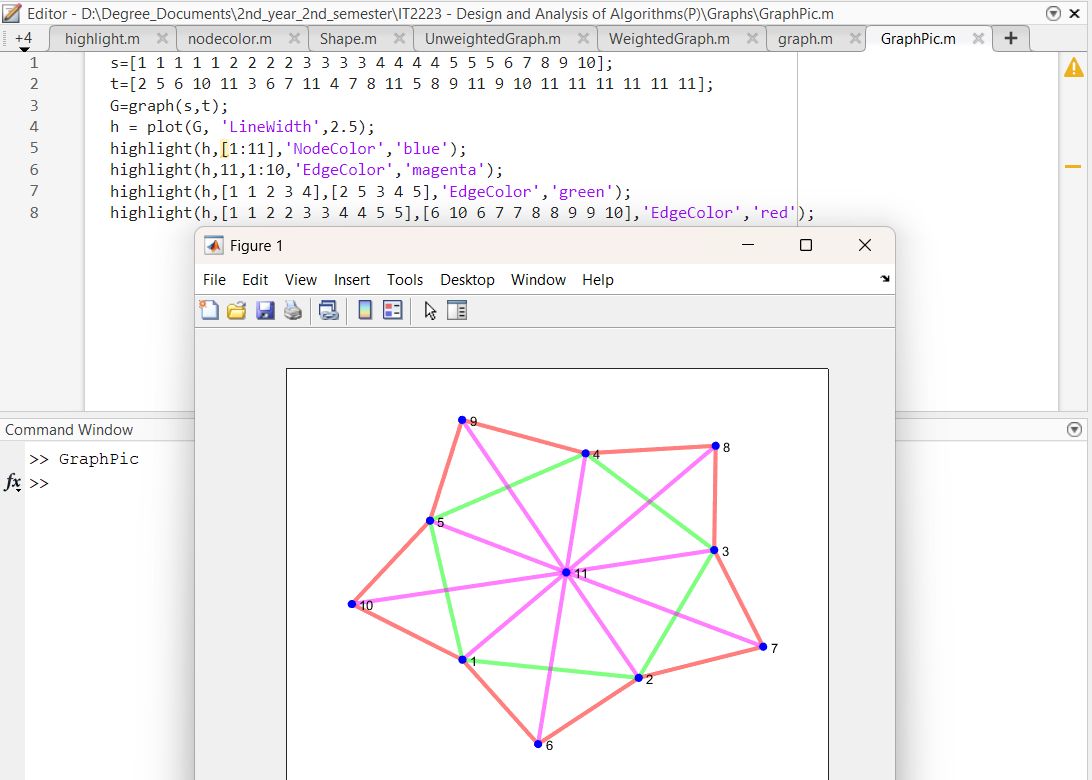 Editor - D:\Degree_Documents\2nd_year_2nd_semester\IT2223 - Design and Analysis of Algorithms(P)\Graphs\GraphPic.m
+4 highlight.m nodecolor.m Shape.m UnweightedGraph.m WeightedGraph.m graph.m GraphPic.m +
1 s=[1 1 1 1 1 2 2 2 2 3 3 3 3 4 4 4 4 5 5 5 6 7 8 9 10];
2 t=[2 5 6 10 11 3 6 7 11 4 7 8 11 5 8 9 11 9 10 11 11 11 11 11 11];
3 G=graph(s,t);
4 h = plot(G, 'LineWidth',2.5);
5 highlight(h,[1:11],'NodeColor','blue');
6 highlight(h,11,1:10,'EdgeColor','magenta');
7 highlight(h,[1 1 2 3 4],[2 5 3 4 5],'EdgeColor','green');
8 highlight(h,[1 1 2 2 3 3 4 4 5 5],[6 10 6 7 7 8 8 9 9 10],'EdgeColor','red');
Figure 1
File Edit View Insert Tools Desktop Window Help
9
4
8
5
3
11
10
7
1
2
6
Command Window
>> GraphPic
fx >>